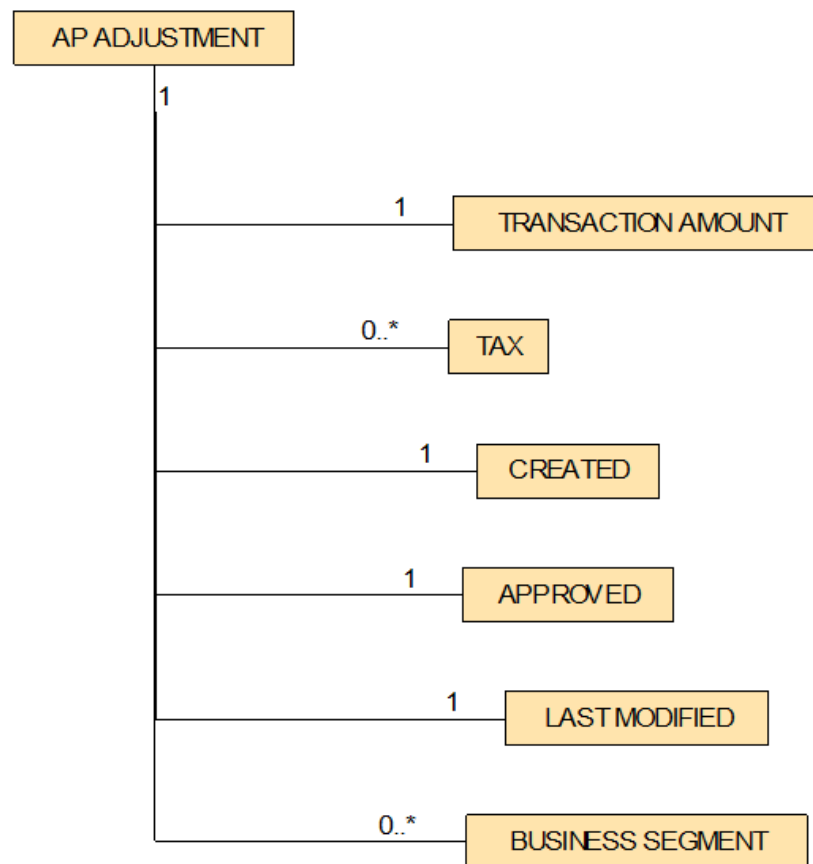 AP ADJUSTMENT
1
1
TRANSACTION AMOUNT
0..*
TAX
1
CREATED
1
APPROVED
1
LAST MODIFIED
0..*
BUSINESS SEGMENT